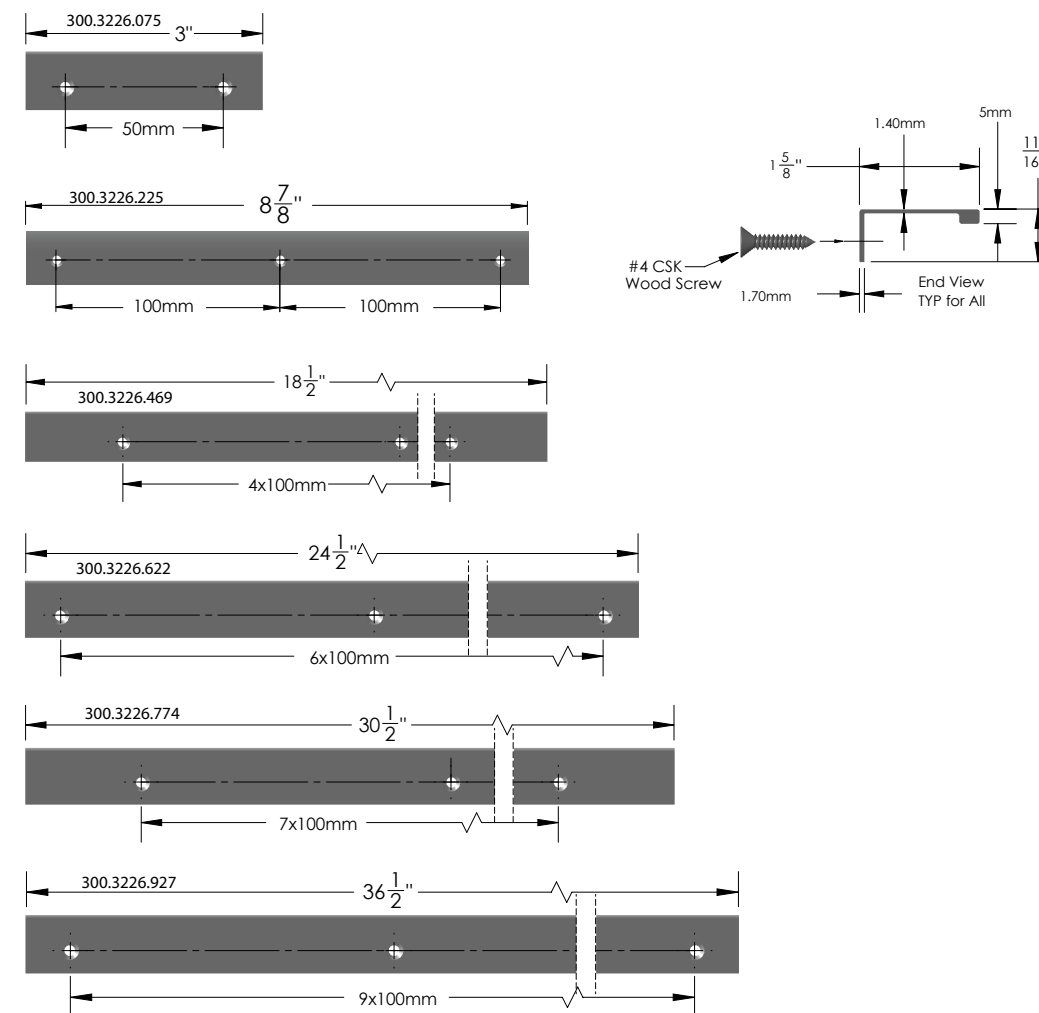 300.3226.075
3"
50mm
300.3226.225
8 7/8"
100mm
100mm
1.40mm
5mm
1 5/8"
11/16
#4 CSK
Wood Screw
1.70mm
End View
TYP for All
18 1/2"
300.3226.469
4x100mm
24 1/2"
300.3226.622
6x100mm
300.3226.774
30 1/2"
7x100mm
300.3226.927
36 1/2"
9x100mm